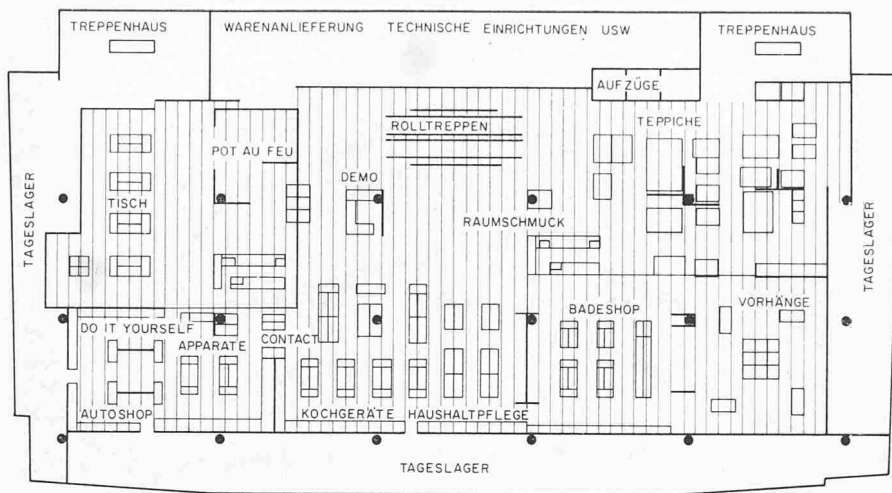 TREPPENHAUS
WARENANLIEFERUNG TECHNISCHE EINRICHTUNGEN USW
TREPPENHAUS
AUFZÜGE
ROLLTREPPEN
TEPPICHE
POT AU FEU
DEMO
TISCH
RAUMSCHMUCK
TAGESLAGER
TAGESLAGER
DO IT YOURSELF
APPARATE
CONTACT
BADESHOP
VORHÄNGE
AUTOSHOP
KOCHGERÄTE
HAUSHALTPFLEGE
TAGESLAGER